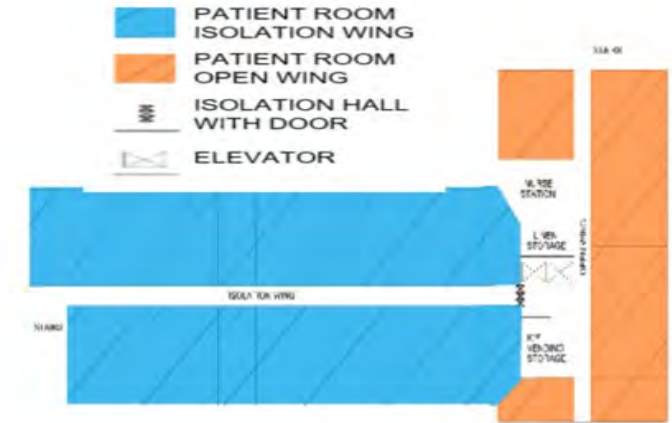 PATIENT ROOM
ISOLATION WING
PATIENT ROOM
OPEN WING
ISOLATION HALL
WITH DOOR
ELEVATOR
NURSE
STATION
LINEN
STORAGE
ISOLATION WING
VENDING
STORAGE